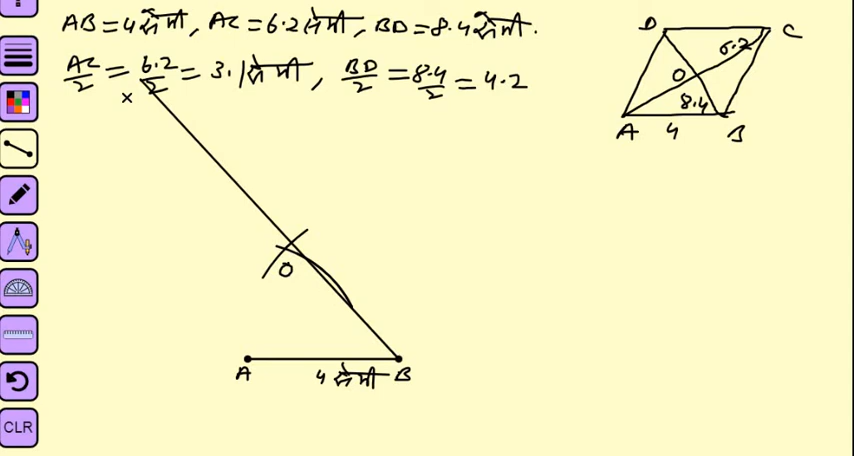 AB = 4 सेमी, AC = 6.2 सेमी, BD = 8.4 सेमी.
AC/2 = 6.2/2 = 3.1 सेमी, BD/2 = 8.4/2 = 4.2
D C
6.2
O
8.4
A 4 B
×
O
A 4 सेमी B
CLR